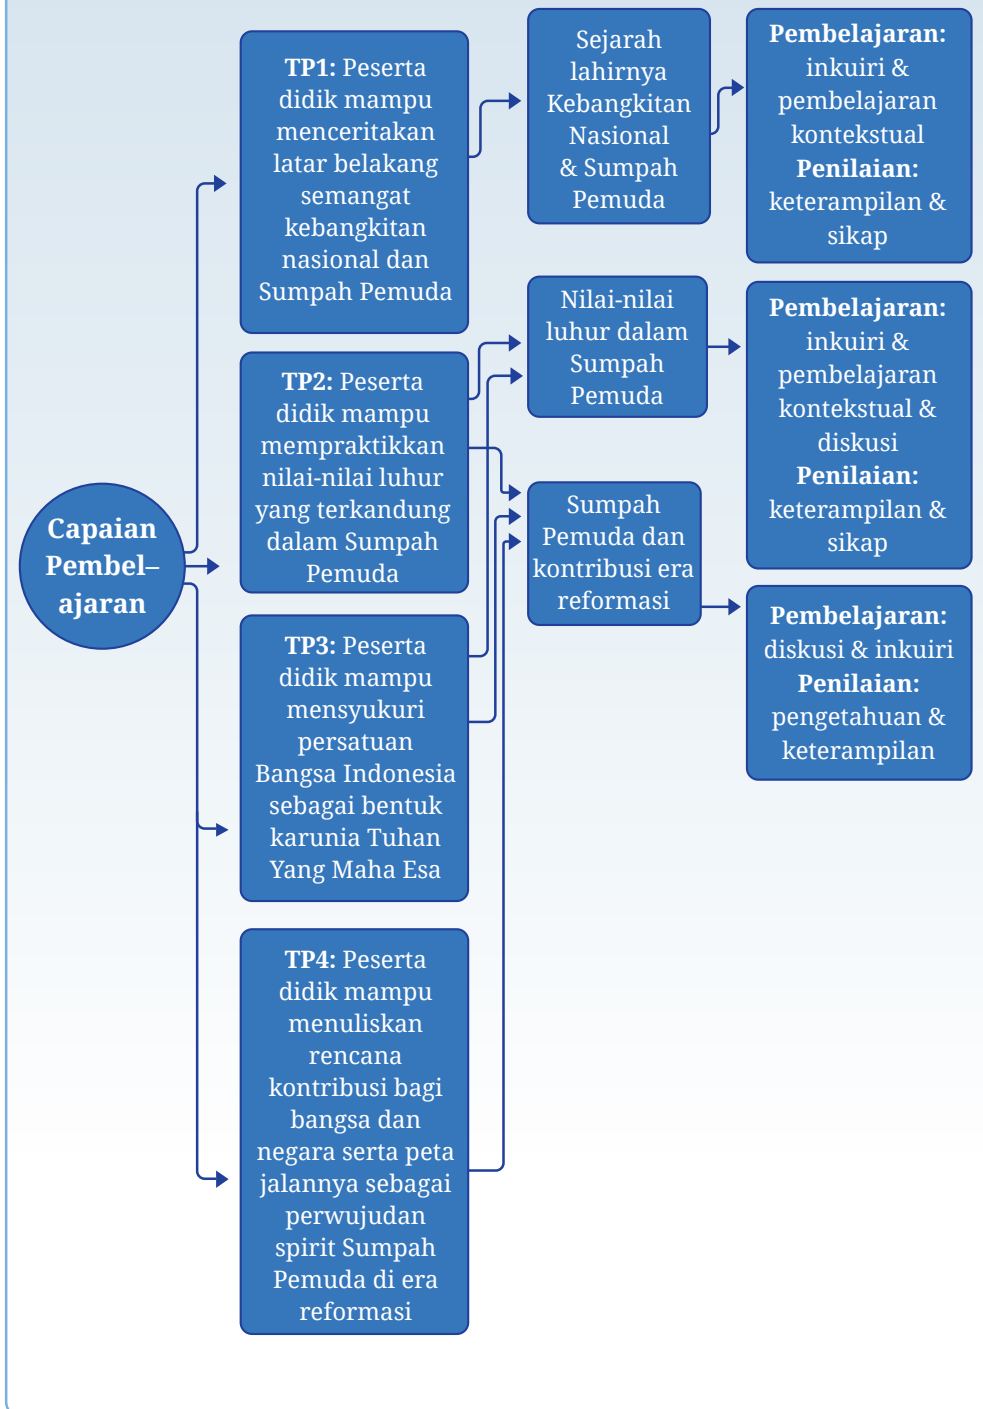 Capaian
Pembel–
ajaran
TP1: Peserta
didik mampu
menceritakan
latar belakang
semangat
kebangkitan
nasional dan
Sumpah Pemuda
TP2: Peserta
didik mampu
mempraktikkan
nilai-nilai luhur
yang terkandung
dalam Sumpah
Pemuda
TP3: Peserta
didik mampu
mensyukuri
persatuan
Bangsa Indonesia
sebagai bentuk
karunia Tuhan
Yang Maha Esa
TP4: Peserta
didik mampu
menuliskan
rencana
kontribusi bagi
bangsa dan
negara serta peta
jalannya sebagai
perwujudan
spirit Sumpah
Pemuda di era
reformasi
Sejarah
lahirnya
Kebangkitan
Nasional
& Sumpah
Pemuda
Nilai-nilai
luhur dalam
Sumpah
Pemuda
Sumpah
Pemuda dan
kontribusi era
reformasi
Pembelajaran:
inkuiri &
pembelajaran
kontekstual
Penilaian:
keterampilan &
sikap
Pembelajaran:
inkuiri &
pembelajaran
kontekstual &
diskusi
Penilaian:
keterampilan &
sikap
Pembelajaran:
diskusi & inkuiri
Penilaian:
pengetahuan &
keterampilan